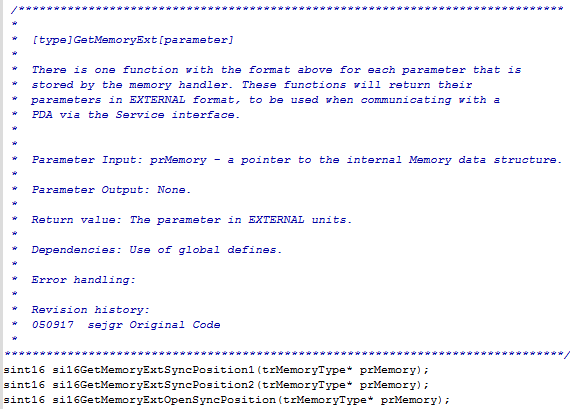 /******************************************************************************
*
*  [type]GetMemoryExt[parameter]
*
*  There is one function with the format above for each parameter that is
*  stored by the memory handler. These functions will return their
*  parameters in EXTERNAL format, to be used when communicating with a
*  PDA via the Service interface.
*
*
*  Parameter Input: prMemory - a pointer to the internal Memory data structure.
*
*  Parameter Output: None.
*
*  Return value: The parameter in EXTERNAL units.
*
*  Dependencies: Use of global defines.
*
*  Error handling:
*
*  Revision history:
*  050917  sejgr Original Code
*
*******************************************************************************/
sint16 si16GetMemoryExtSyncPosition1(trMemoryType* prMemory);
sint16 si16GetMemoryExtSyncPosition2(trMemoryType* prMemory);
sint16 si16GetMemoryExtOpenSyncPosition(trMemoryType* prMemory);